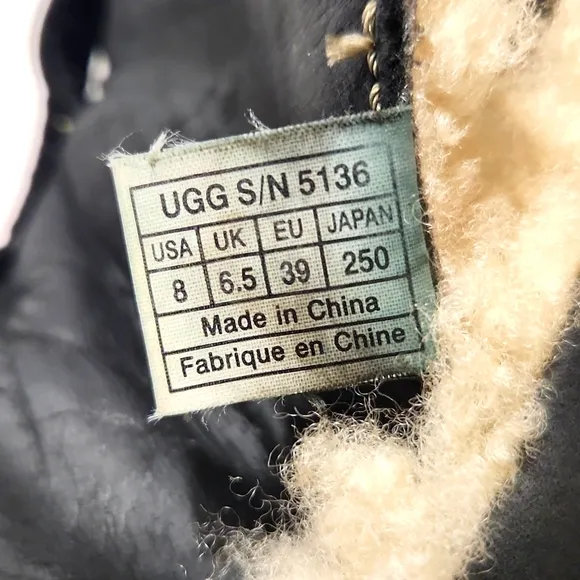 UGG S/N 5136
USA UK EU JAPAN
8 6.5 39 250
Made in China
Fabrique en Chine